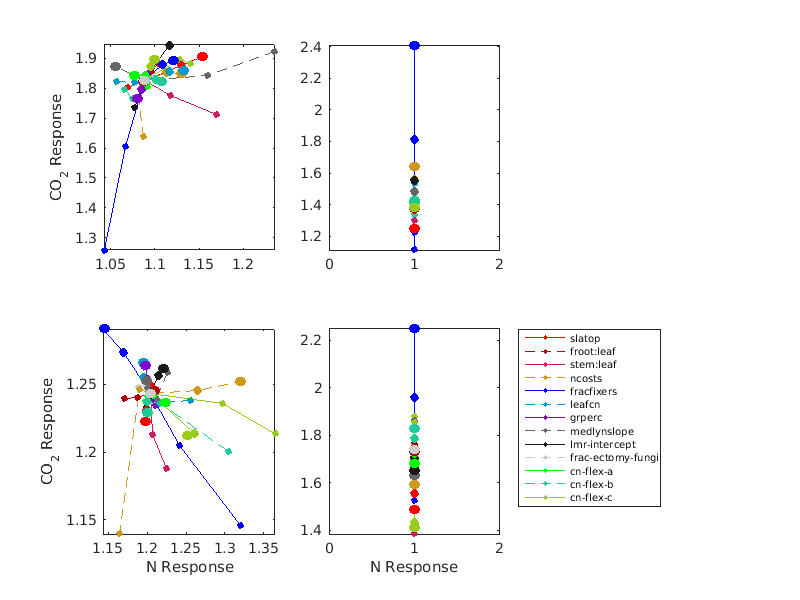 1.9
1.8
1.7
1.6
1.5
1.4
1.3
CO2 Response
1.05 1.1 1.15 1.2
2.4
2.2
2
1.8
1.6
1.4
1.2
0 1 2
1.25
1.2
1.15
CO2 Response
1.15 1.2 1.25 1.3 1.35
N Response
2.2
2
1.8
1.6
1.4
0 1 2
N Response
slatop
froot:leaf
stem:leaf
ncosts
fracfixers
leafcn
grperc
medlynslope
lmr-intercept
frac-ectomy-fungi
cn-flex-a
cn-flex-b
cn-flex-c